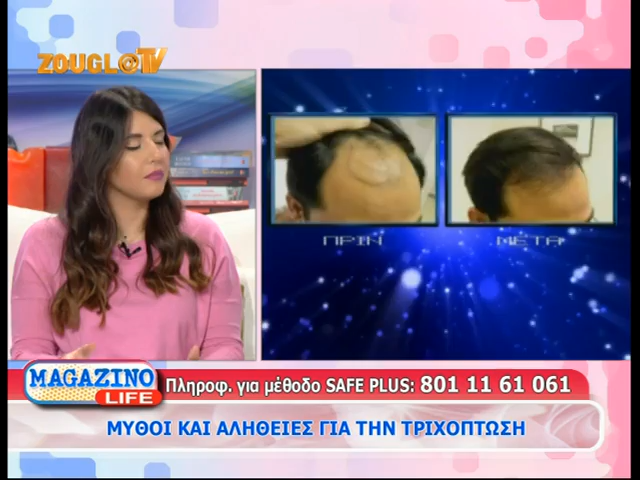 ZOUGL@TV
ΠΡΙΝ
ΜΕΤΑ
MAGAZINO
LIFE
Πληροφ. για μέθοδο SAFE PLUS: 801 11 61 061
ΜΥΘΟΙ ΚΑΙ ΑΛΗΘΕΙΕΣ ΓΙΑ ΤΗΝ ΤΡΙΧΟΠΤΩΣΗ